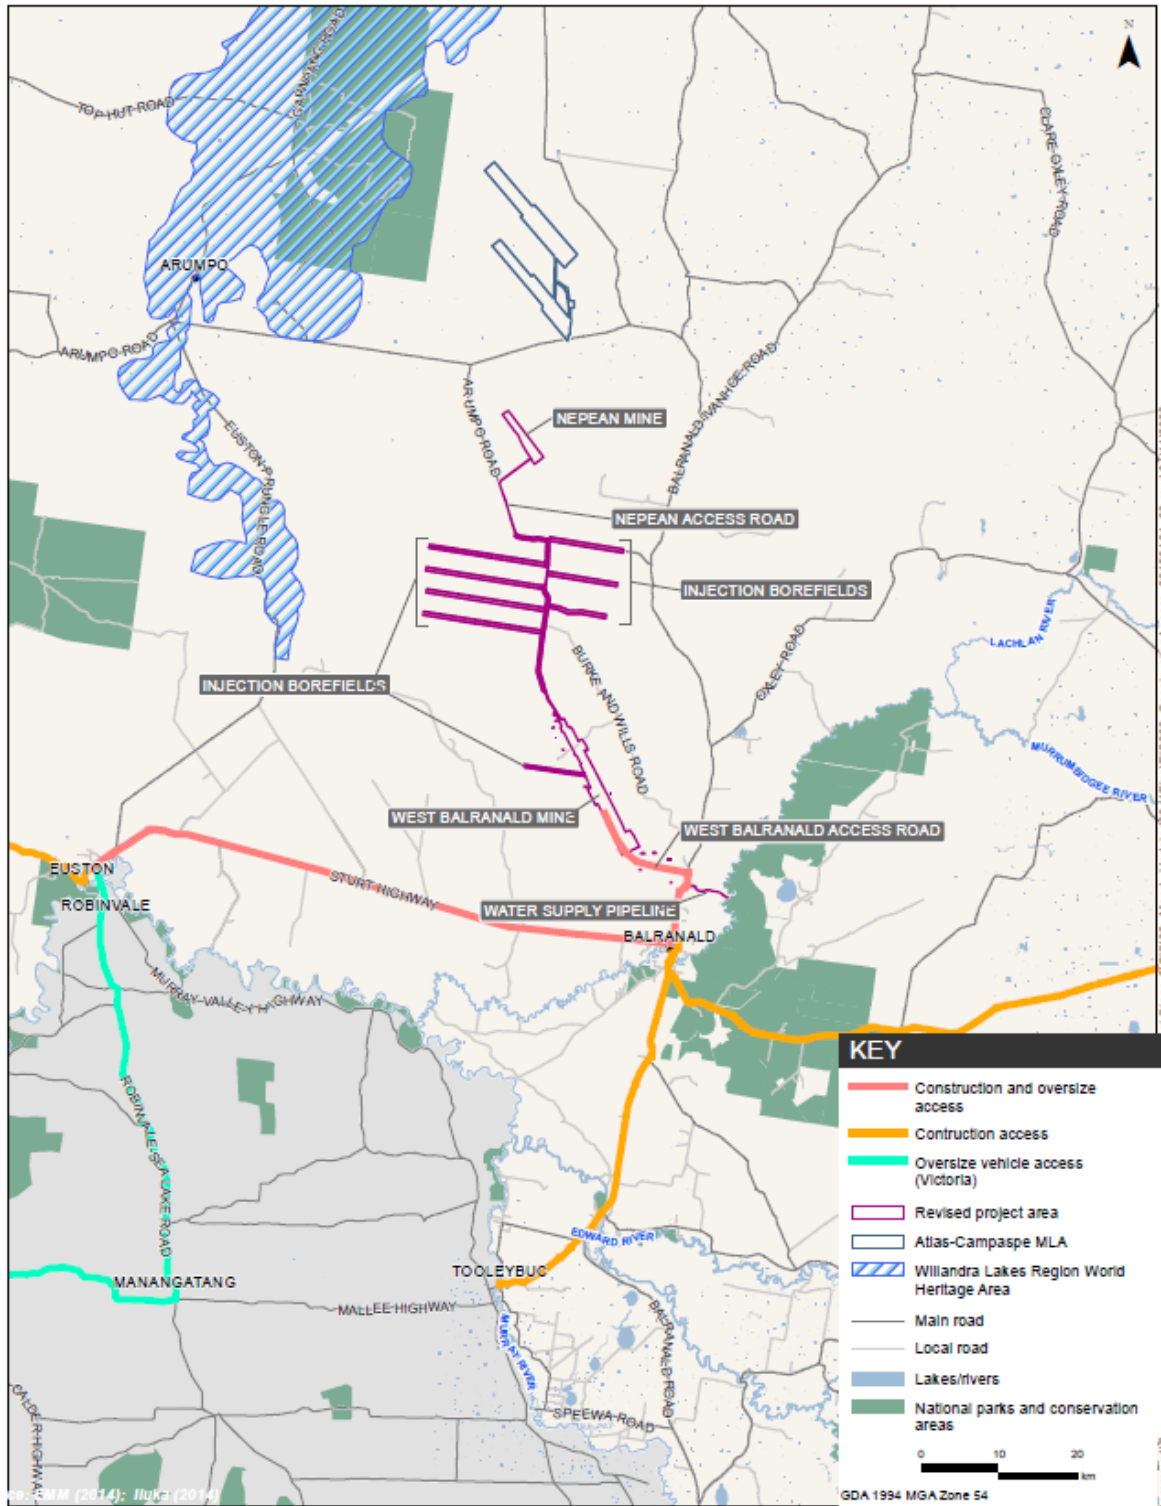 N
TOP HUT ROAD
GARNPANG ROAD
CLARE OXLEY ROAD
ARUMPO
ARUMPO ROAD
ARUMPO ROAD
BALRANALD IVANHOE ROAD
NEPEAN MINE
EUSTON PRUNGLE ROAD
NEPEAN ACCESS ROAD
INJECTION BOREFIELDS
LACHLAN RIVER
OXLEY ROAD
BURKE AND WILLS ROAD
INJECTION BOREFIELDS
MURRUMBIDGEE RIVER
WEST BALRANALD MINE
WEST BALRANALD ACCESS ROAD
EUSTON
STURT HIGHWAY
ROBINVALE
WATER SUPPLY PIPELINE
BALRANALD
MURRAY VALLEY HIGHWAY
ROBINVALE SEA LAKE ROAD
EDWARD RIVER
TOOLEYBUC
MANANGATANG
MALLEE HIGHWAY
MURRAY RIVER
BALRANALD ROAD
SPEEWA ROAD
CALDER HIGHWAY
KEY
Construction and oversize
access
Contruction access
Oversize vehicle access
(Victoria)
Revised project area
Atlas-Campaspe MLA
Willandra Lakes Region World
Heritage Area
Main road
Local road
Lakes/rivers
National parks and conservation
areas
0 10 20
km
GDA 1994 MGA Zone 54
ce: EMM (2014); Iluka (2014)